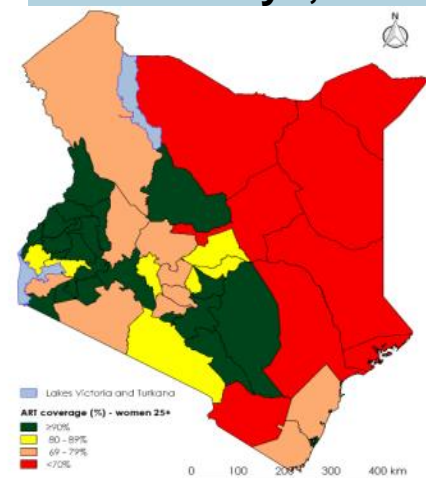 N
Lakes Victoria and Turkana
ART coverage (%) - women 25+
≥90%
80 - 89%
69 - 79%
<70%
0 100 200 300 400 km